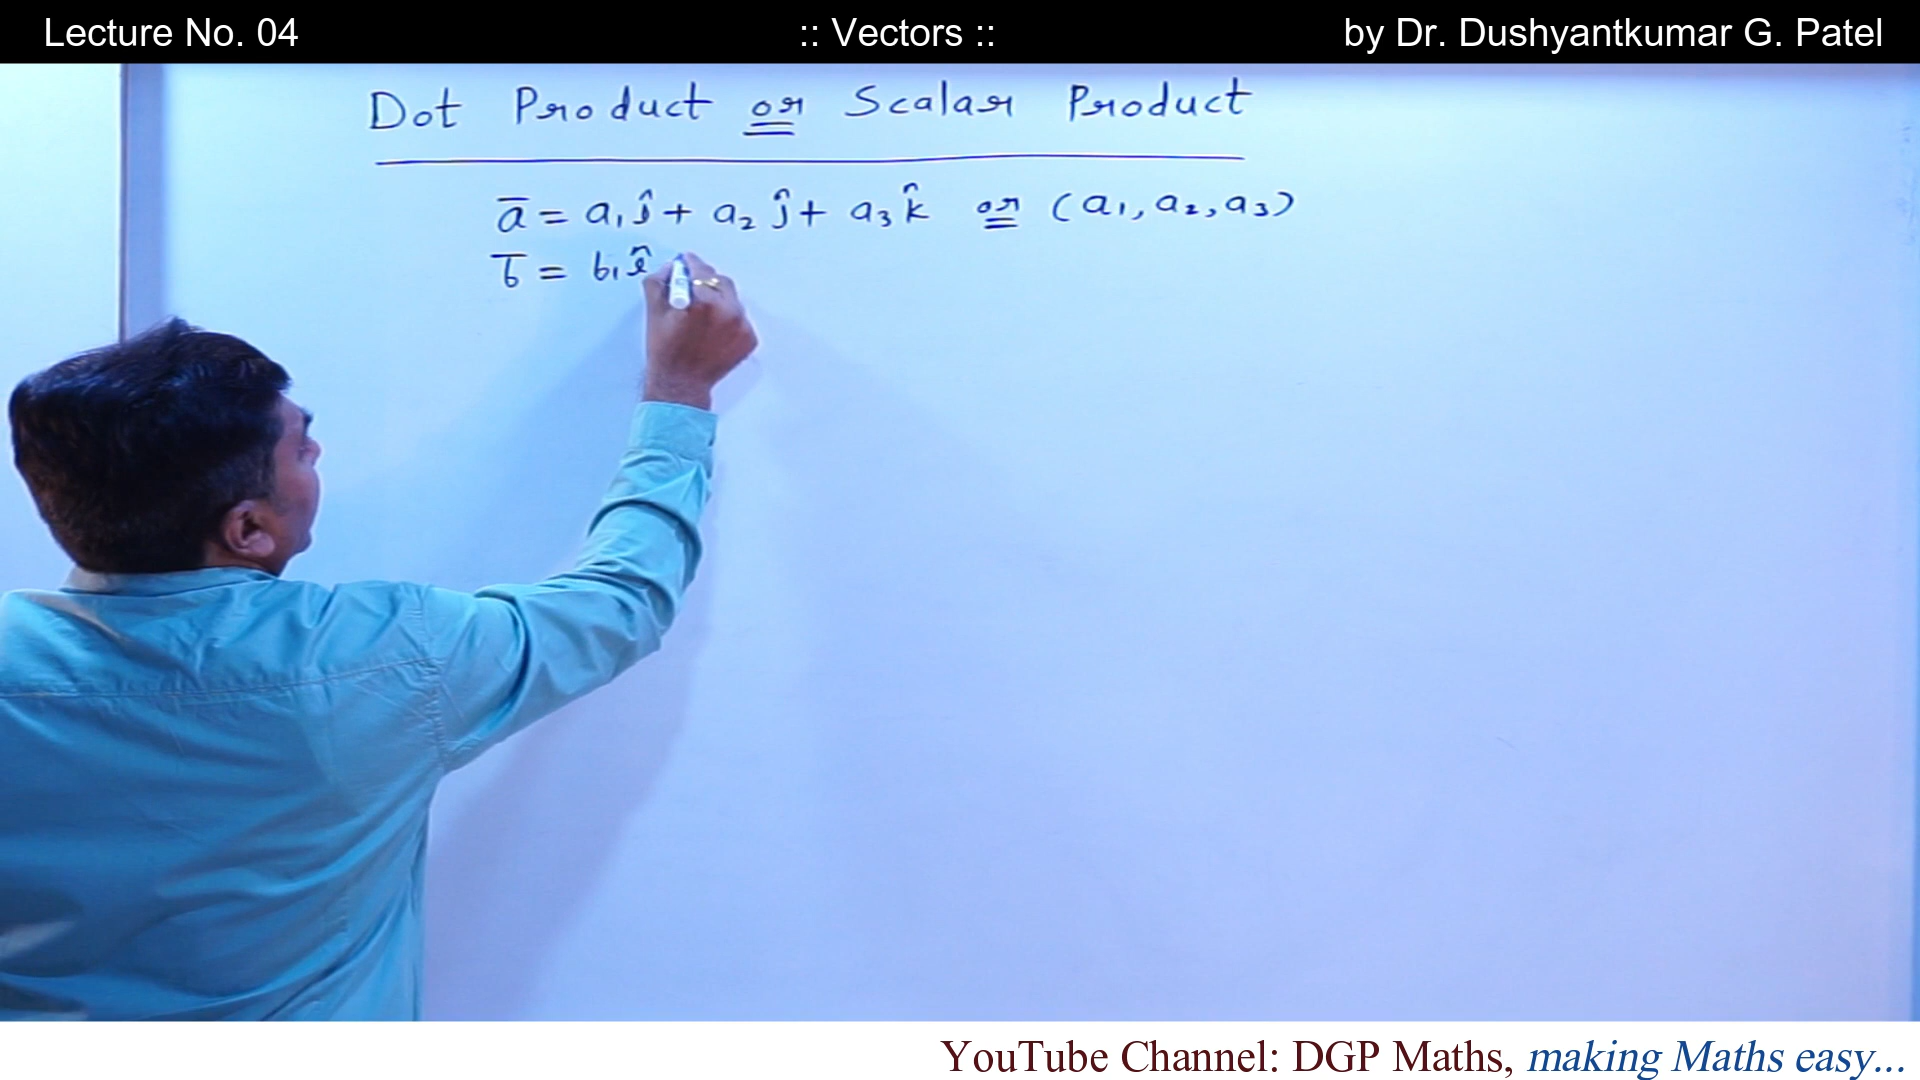 Lecture No. 04 :: Vectors :: by Dr. Dushyantkumar G. Patel
Dot Product or Scalar Product
a̅ = a₁î + a₂ĵ + a₃k̂ or (a₁, a₂, a₃)
b̅ = b₁î
YouTube Channel: DGP Maths, making Maths easy...